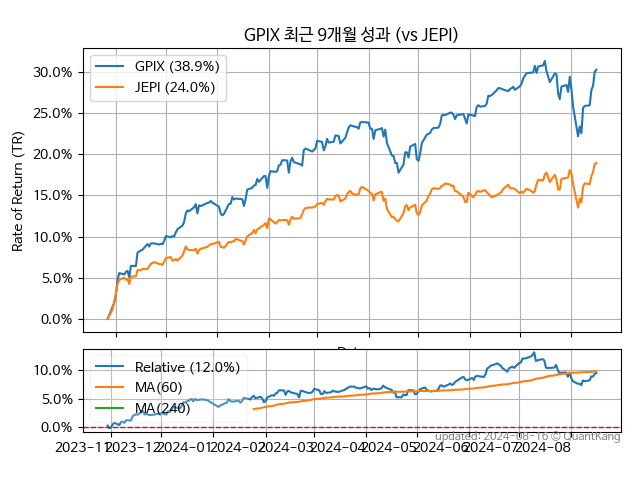 GPIX 최근 9개월 성과 (vs JEPI)
GPIX (38.9%)
JEPI (24.0%)
Rate of Return (TR)
30.0%
25.0%
20.0%
15.0%
10.0%
5.0%
0.0%
Relative (12.0%)
MA(60)
MA(240)
10.0%
5.0%
0.0%
2023-11 2023-12 2024-01 2024-02 2024-03 2024-04 2024-05 2024-06 2024-07 2024-08
updated: 2024-08-16 © QuantKang